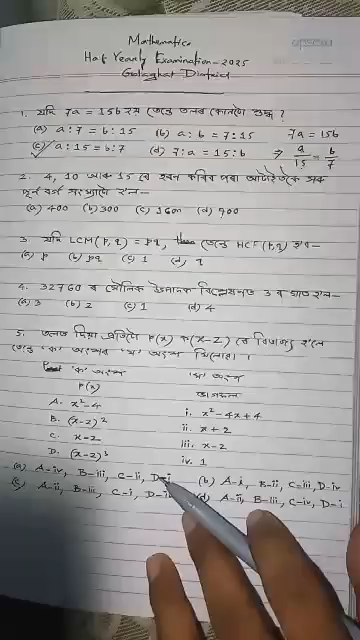 Mathematics
Half Yearly Examination-2025
Golaghat District
1. যদি 7a = 15b হয় তেন্তে তলৰ কোনটো শুদ্ধ ?
(a) a : 7 = b : 15 (b) a : b = 7 : 15 7a = 15b
(c) a : 15 = b : 7 (d) 7 : a = 15 : b ⇒ a/15 = b/7
2. 4, 10 আৰু 15 ৰে হৰণ কৰিব পৰা আটাইতকৈ সৰু
পূৰ্ণ বৰ্গ সংখ্যাটো হ'ল—
(a) 400 (b) 300 (c) 1600 (d) 900
3. যদি LCM(p,q) = pq, তেন্তে HCF(p,q) হ'ব—
(a) p (b) pq (c) 1 (d) q
4. 32760 ৰ মৌলিক উৎপাদক বিশ্লেষণত 3 ৰ ঘাত হ'ল—
(a) 3 (b) 2 (c) 1 (d) 4
5. তলত দিয়া প্ৰতিটো P(x) ক (x-2) ৰে বিভাজ্য হ'লে
তেন্তে 'ক' অংশৰ 'খ' অংশ মিলোৱা ।
'ক' অংশ 'খ' অংশ
P(x) ভাগফল
A. x²-4 i. x²-4x+4
B. (x-2)² ii. x+2
C. x-2 iii. x-2
D. (x-2)³ iv. 1
(a) A-iv, B-iii, C-ii, D-i (b) A-i, B-ii, C-iii, D-iv
(c) A-ii, B-iii, C-i, D-iv (d) A-ii, B-iii, C-iv, D-i